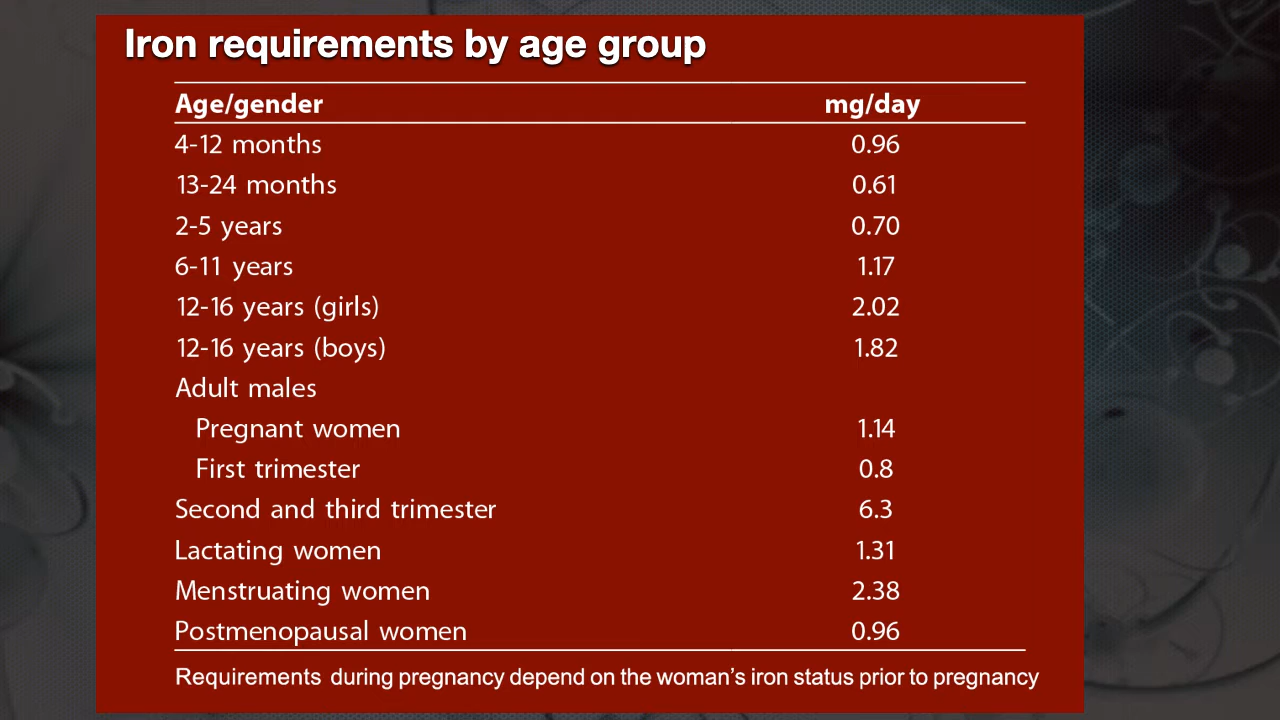 Iron requirements by age group
Age/gender mg/day
4-12 months 0.96
13-24 months 0.61
2-5 years 0.70
6-11 years 1.17
12-16 years (girls) 2.02
12-16 years (boys) 1.82
Adult males
Pregnant women 1.14
First trimester 0.8
Second and third trimester 6.3
Lactating women 1.31
Menstruating women 2.38
Postmenopausal women 0.96
Requirements during pregnancy depend on the woman's iron status prior to pregnancy